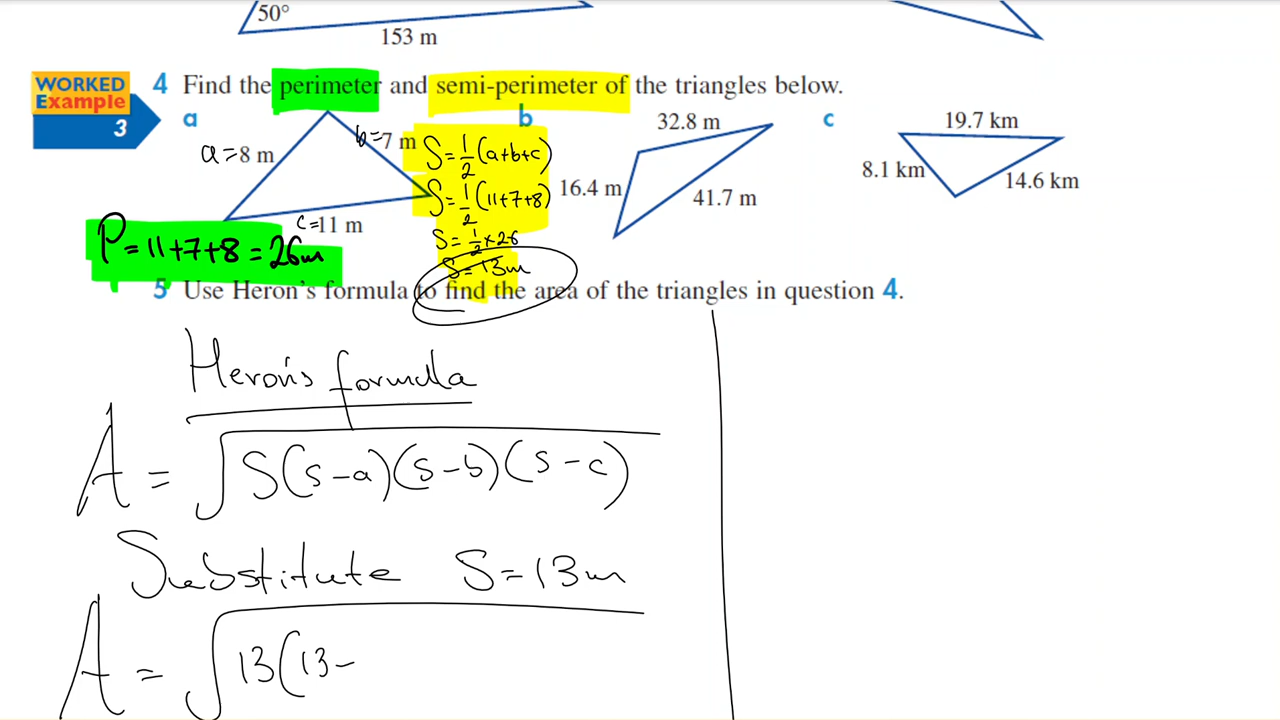 50°
153 m
WORKED
Example
3
4 Find the perimeter and semi-perimeter of the triangles below.
a
a=8 m
b=7 m
c=11 m
P=11+7+8=26m
S=1/2(a+b+c)
S=1/2(11+7+8)
S=1/2×26
S=13m
b
32.8 m
16.4 m
41.7 m
c
19.7 km
8.1 km
14.6 km
5 Use Heron's formula to find the area of the triangles in question 4.
Heron's formula
A = √S(s-a)(s-b)(s-c)
Substitute S=13m
A = √13(13-